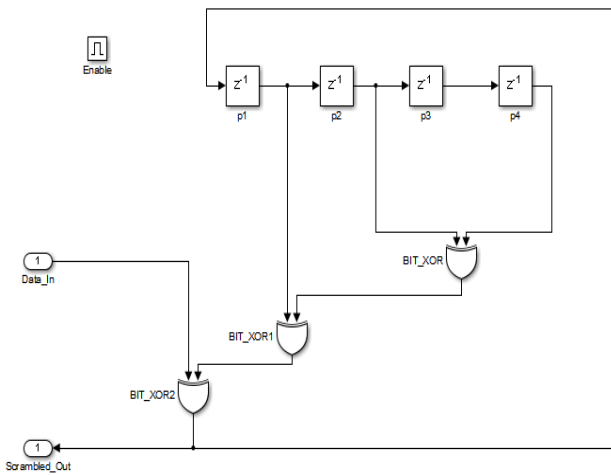 Enable
z-1
p1
z-1
p2
z-1
p3
z-1
p4
BIT_XOR
1
Data_In
BIT_XOR1
BIT_XOR2
1
Scrambled_Out